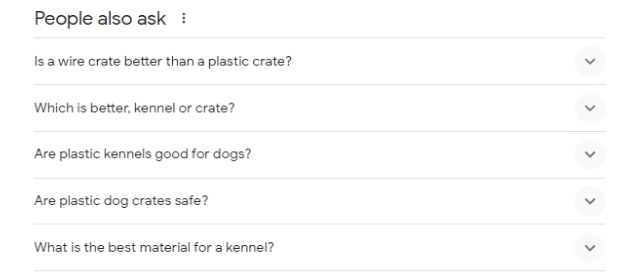 People also ask
Is a wire crate better than a plastic crate?
Which is better, kennel or crate?
Are plastic kennels good for dogs?
Are plastic dog crates safe?
What is the best material for a kennel?